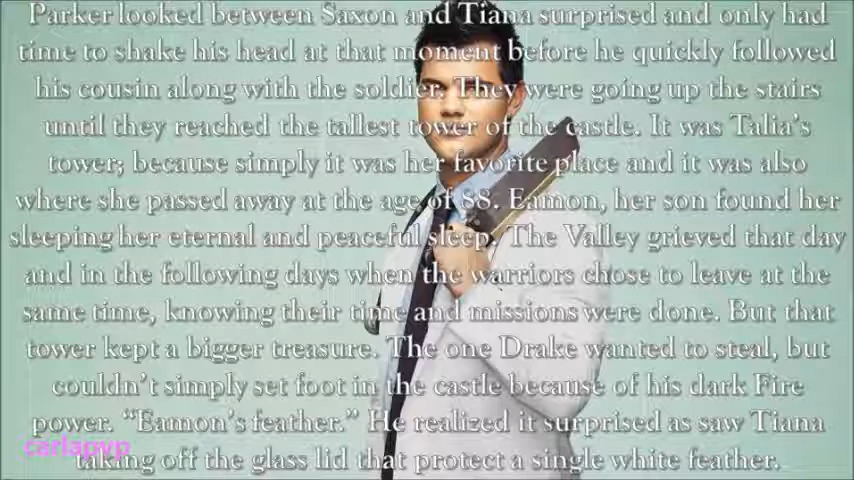 Parker looked between Saxon and Tiana surprised and only had
time to shake his head at that moment before he quickly followed
his cousin along with the soldier. They were going up the stairs
until they reached the tallest tower of the castle. It was Talia's
tower; because simply it was her favorite place and it was also
where she passed away at the age of 88. Eamon, her son found her
sleeping her eternal and peaceful sleep. The Valley grieved that day
and in the following days when the warriors chose to leave at the
same time, knowing their time and missions were done. But that
tower kept a bigger treasure. The one Drake wanted to steal, but
couldn't simply set foot in the castle because of his dark Fire
power. "Eamon's feather." He realized it surprised as saw Tiana
taking off the glass lid that protect a single white feather.
carlapvp